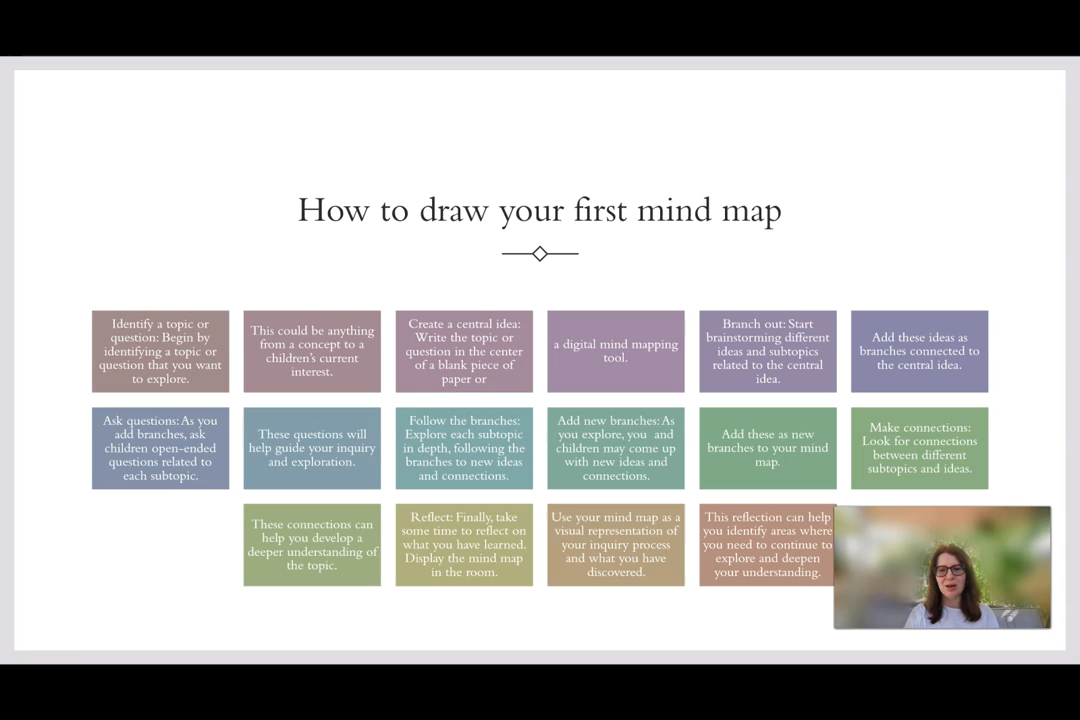 How to draw your first mind map
Identify a topic or
question: Begin by
identifying a topic or
question that you want
to explore.
This could be anything
from a concept to a
children's current
interest.
Create a central idea:
Write the topic or
question in the center
of a blank piece of
paper or
a digital mind mapping
tool.
Branch out: Start
brainstorming different
ideas and subtopics
related to the central
idea.
Add these ideas as
branches connected to
the central idea.
Ask questions: As you
add branches, ask
children open-ended
questions related to
each subtopic.
These questions will
help guide your inquiry
and exploration.
Follow the branches:
Explore each subtopic
in depth, following the
branches to new ideas
and connections.
Add new branches: As
you explore, you and
children may come up
with new ideas and
connections.
Add these as new
branches to your mind
map.
Make connections:
Look for connections
between different
subtopics and ideas.
These connections can
help you develop a
deeper understanding of
the topic.
Reflect: Finally, take
some time to reflect on
what you have learned.
Display the mind map
in the room.
Use your mind map as a
visual representation of
your inquiry process
and what you have
discovered.
This reflection can help
you identify areas where
you need to continue to
explore and deepen
your understanding.